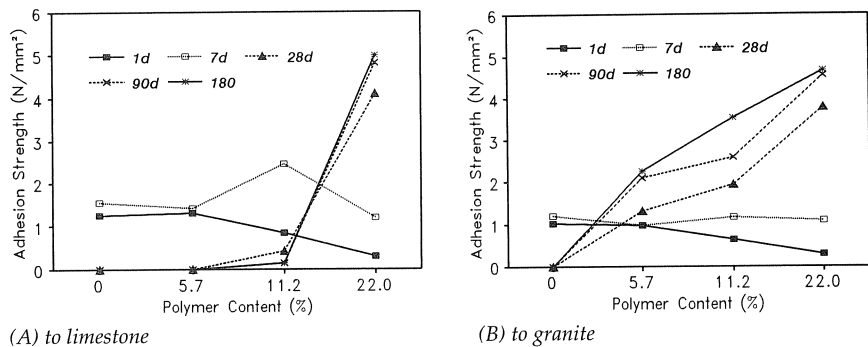 6
5
4
3
2
1
0
Adhesion Strength (N/mm²)
1d 7d 28d
90d 180
0 5.7 11.2 22.0
Polymer Content (%)
(A) to limestone
6
5
4
3
2
1
0
Adhesion Strength (N/mm²)
1d 7d 28d
90d 180
0 5.7 11.2 22.0
Polymer Content (%)
(B) to granite